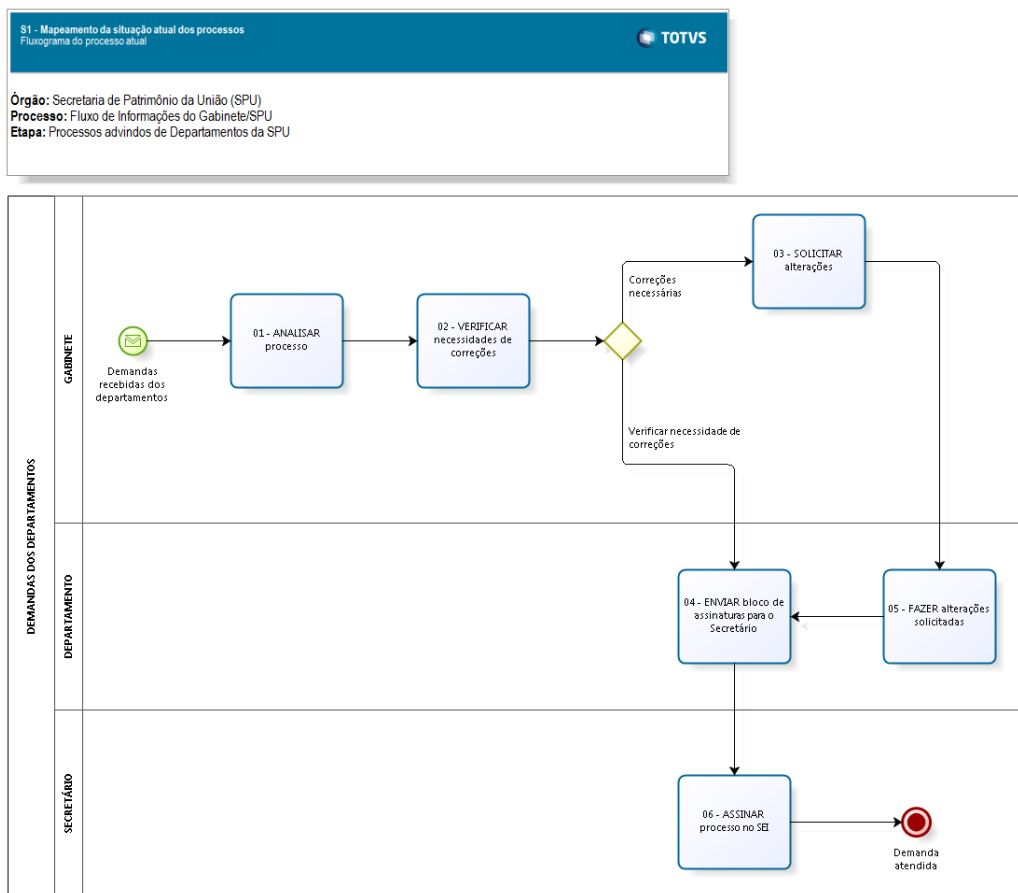 S1 - Mapeamento da situação atual dos processos
Fluxograma do processo atual
TOTVS
Órgão: Secretaria de Patrimônio da União (SPU)
Processo: Fluxo de Informações do Gabinete/SPU
Etapa: Processos advindos de Departamentos da SPU
DEMANDAS DOS DEPARTAMENTOS
GABINETE
Demandas
recebidas dos
departamentos
01 - ANALISAR
processo
02 - VERIFICAR
necessidades de
correções
Correções
necessárias
03 - SOLICITAR
alterações
Verificar necessidade de
correções
DEPARTAMENTO
04 - ENVIAR bloco de
assinaturas para o
Secretário
05 - FAZER alterações
solicitadas
SECRETÁRIO
06 - ASSINAR
processo no SEI
Demanda
atendida